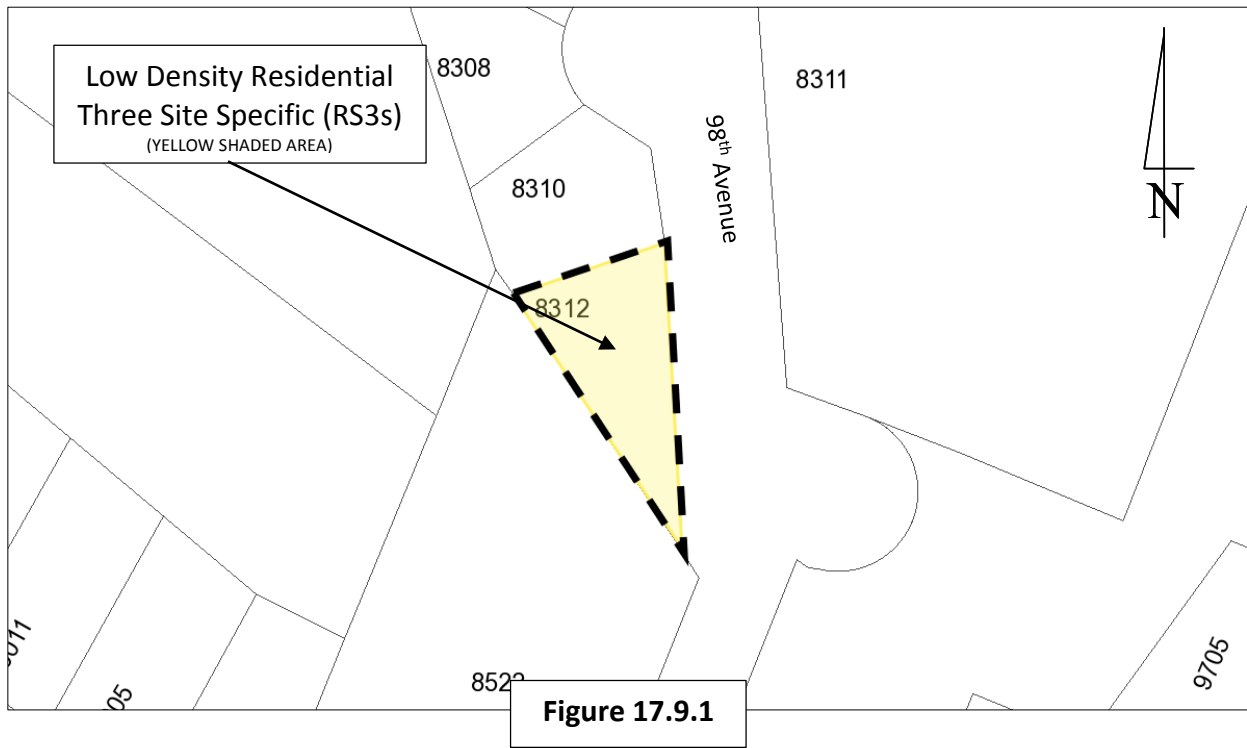 Low Density Residential
Three Site Specific (RS3s)
(YELLOW SHADED AREA)
8308
8311
98th Avenue
8310
N
8312
9705
Figure 17.9.1